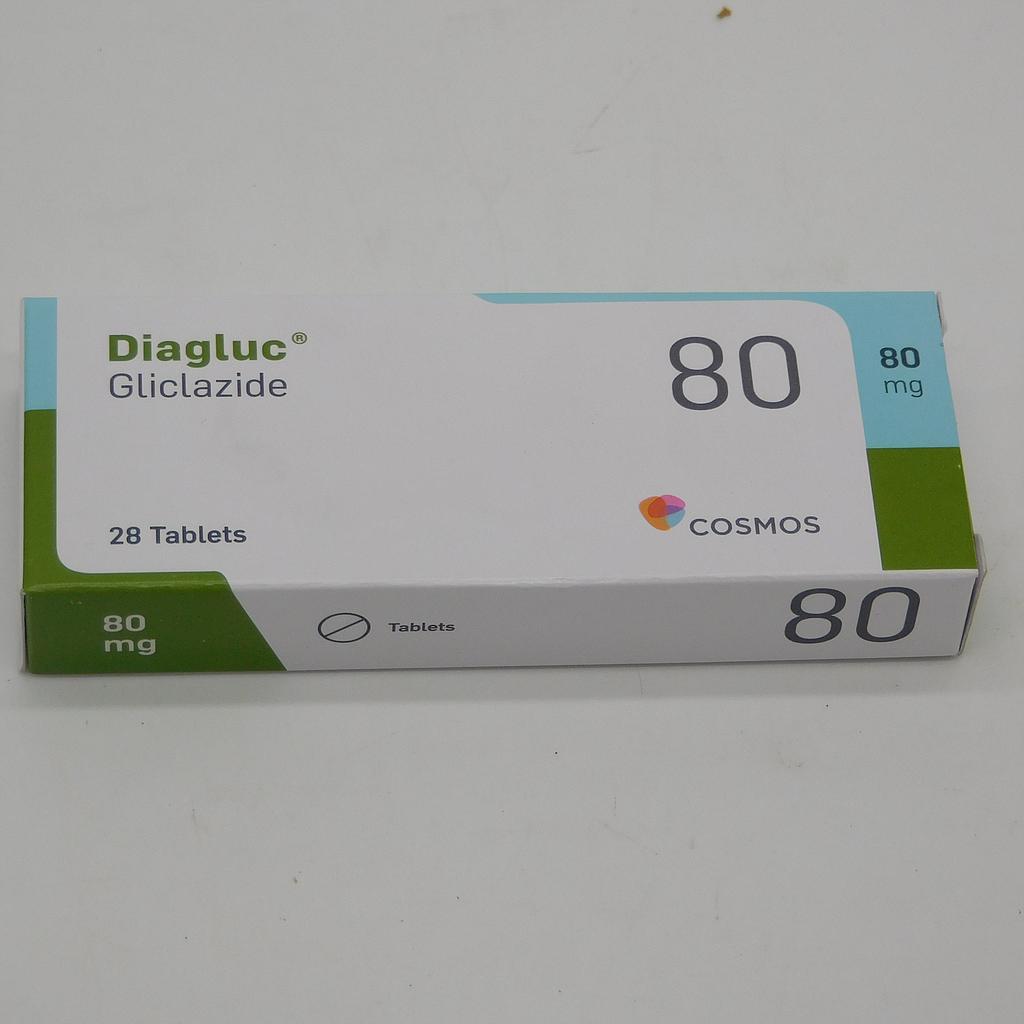 Diagluc®
Gliclazide
80
80
mg
28 Tablets
COSMOS
80
mg
Tablets
80